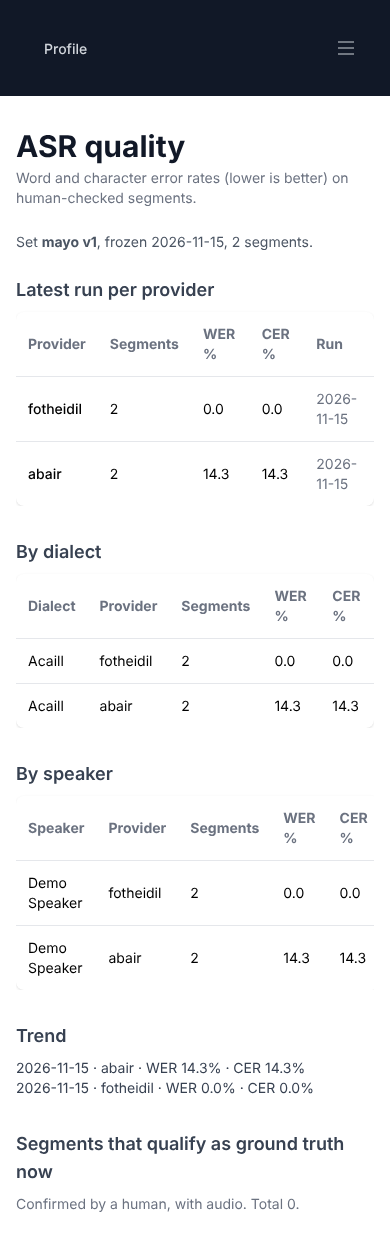 Profile
ASR quality
Word and character error rates (lower is better) on
human-checked segments.
Set mayo v1, frozen 2026-11-15, 2 segments.
Latest run per provider
Provider Segments WER % CER % Run
fotheidil 2 0.0 0.0 2026-11-15
abair 2 14.3 14.3 2026-11-15
By dialect
Dialect Provider Segments WER % CER %
Acaill fotheidil 2 0.0 0.0
Acaill abair 2 14.3 14.3
By speaker
Speaker Provider Segments WER % CER %
Demo Speaker fotheidil 2 0.0 0.0
Demo Speaker abair 2 14.3 14.3
Trend
2026-11-15 · abair · WER 14.3% · CER 14.3%
2026-11-15 · fotheidil · WER 0.0% · CER 0.0%
Segments that qualify as ground truth
now
Confirmed by a human, with audio. Total 0.